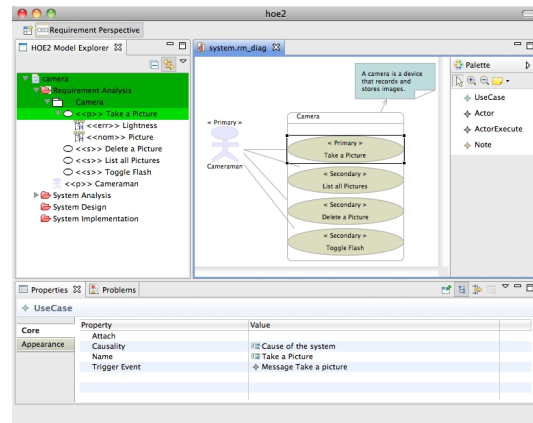 hoe2
Requirement Perspective
HOE2 Model Explorer
camera
Requirement Analysis
Camera
<<p>> Take a Picture
<<err>> Lightness
<<nom>> Picture
<<s>> Delete a Picture
<<s>> List all Pictures
<<s>> Toggle Flash
<<p>> Cameraman
System Analysis
System Design
System Implementation
system.rm_diag
A camera is a device
that records and
stores images.
Camera
« Primary »
Cameraman
« Primary »
Take a Picture
« Secondary »
List all Pictures
« Secondary »
Delete a Picture
« Secondary »
Toggle Flash
Palette
UseCase
Actor
ActorExecute
Note
Properties
Problems
UseCase
Core
Appearance
Property Value
Attach
Causality Cause of the system
Name Take a Picture
Trigger Event Message Take a picture